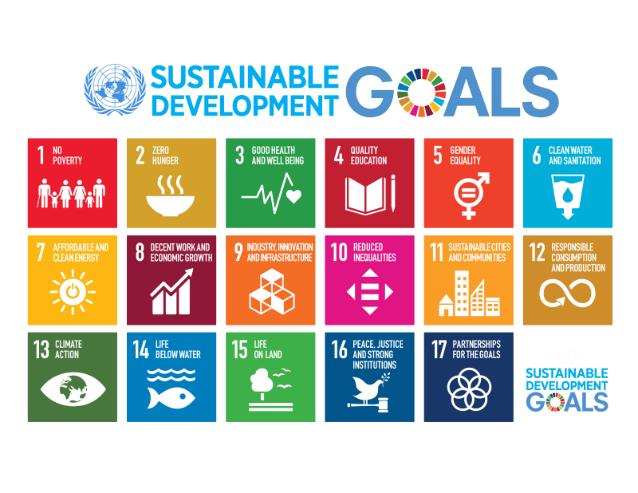 SUSTAINABLE
DEVELOPMENT
GOALS
1 NO
POVERTY
2 ZERO
HUNGER
3 GOOD HEALTH
AND WELL BEING
4 QUALITY
EDUCATION
5 GENDER
EQUALITY
6 CLEAN WATER
AND SANITATION
7 AFFORDABLE AND
CLEAN ENERGY
8 DECENT WORK AND
ECONOMIC GROWTH
9 INDUSTRY, INNOVATION
AND INFRASTRUCTURE
10 REDUCED
INEQUALITIES
11 SUSTAINABLE CITIES
AND COMMUNITIES
12 RESPONSIBLE
CONSUMPTION
AND PRODUCTION
13 CLIMATE
ACTION
14 LIFE
BELOW WATER
15 LIFE
ON LAND
16 PEACE, JUSTICE
AND STRONG
INSTITUTIONS
17 PARTNERSHIPS
FOR THE GOALS
SUSTAINABLE
DEVELOPMENT
GOALS